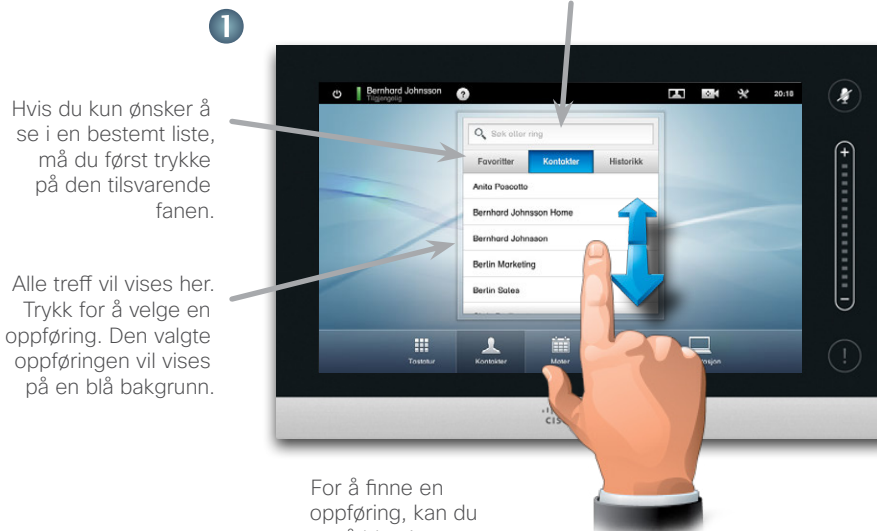 1
Hvis du kun ønsker å
se i en bestemt liste,
må du først trykke
på den tilsvarende
fanen.
Alle treff vil vises her.
Trykk for å velge en
oppføring. Den valgte
oppføringen vil vises
på en blå bakgrunn.
Bernhard Johnsson
Tilgjengelig
?
20:18
Søk eller ring
Favoritter Kontakter Historikk
Anita Poscotto
Bernhard Johnsson Home
Bernhard Johnsson
Berlin Marketing
Berlin Sales
Tastatur Kontakter Møter
+
-
!
For å finne en
oppføring, kan du